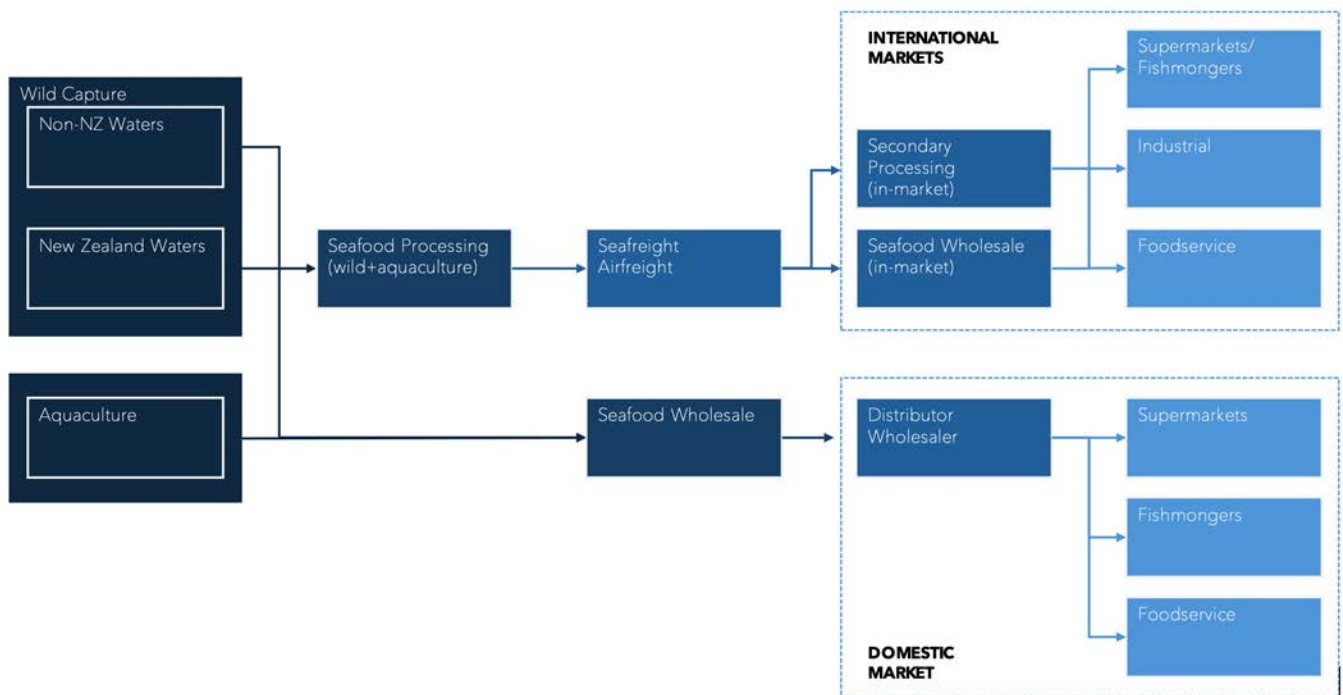 Wild Capture
Non-NZ Waters
New Zealand Waters
Aquaculture
Seafood Processing
(wild+aquaculture)
Seafreight
Airfreight
Seafood Wholesale
INTERNATIONAL
MARKETS
Secondary
Processing
(in-market)
Seafood Wholesale
(in-market)
Supermarkets/
Fishmongers
Industrial
Foodservice
Distributor
Wholesaler
Supermarkets
Fishmongers
Foodservice
DOMESTIC
MARKET